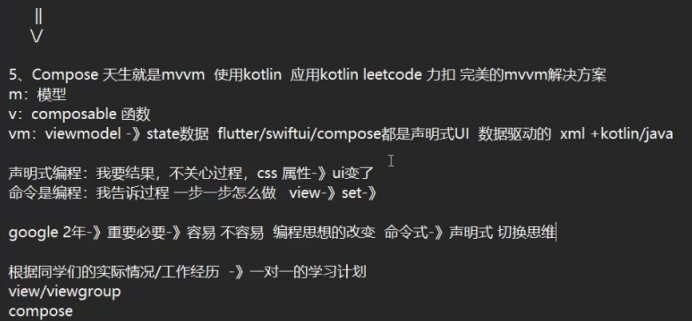 ||
\/
5、Compose 天生就是mvvm  使用kotlin  应用kotlin leetcode 力扣 完美的mvvm解决方案
m：模型
v：composable 函数
vm：viewmodel -》state数据  flutter/swiftui/compose都是声明式UI  数据驱动的  xml +kotlin/java
声明式编程：我要结果，不关心过程，css 属性-》ui变了
命令是编程：我告诉过程 一步一步怎么做   view-》set-》
google 2年-》重要必要-》容易 不容易  编程思想的改变  命令式-》声明式 切换思维
根据同学们的实际情况/工作经历  -》一对一的学习计划
view/viewgroup
compose